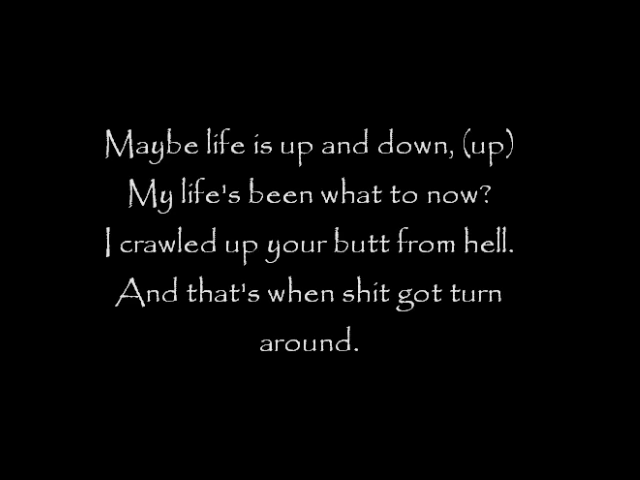 Maybe life is up and down, (up)
My life's been what to now?
I crawled up your butt from hell.
And that's when shit got turn
around.